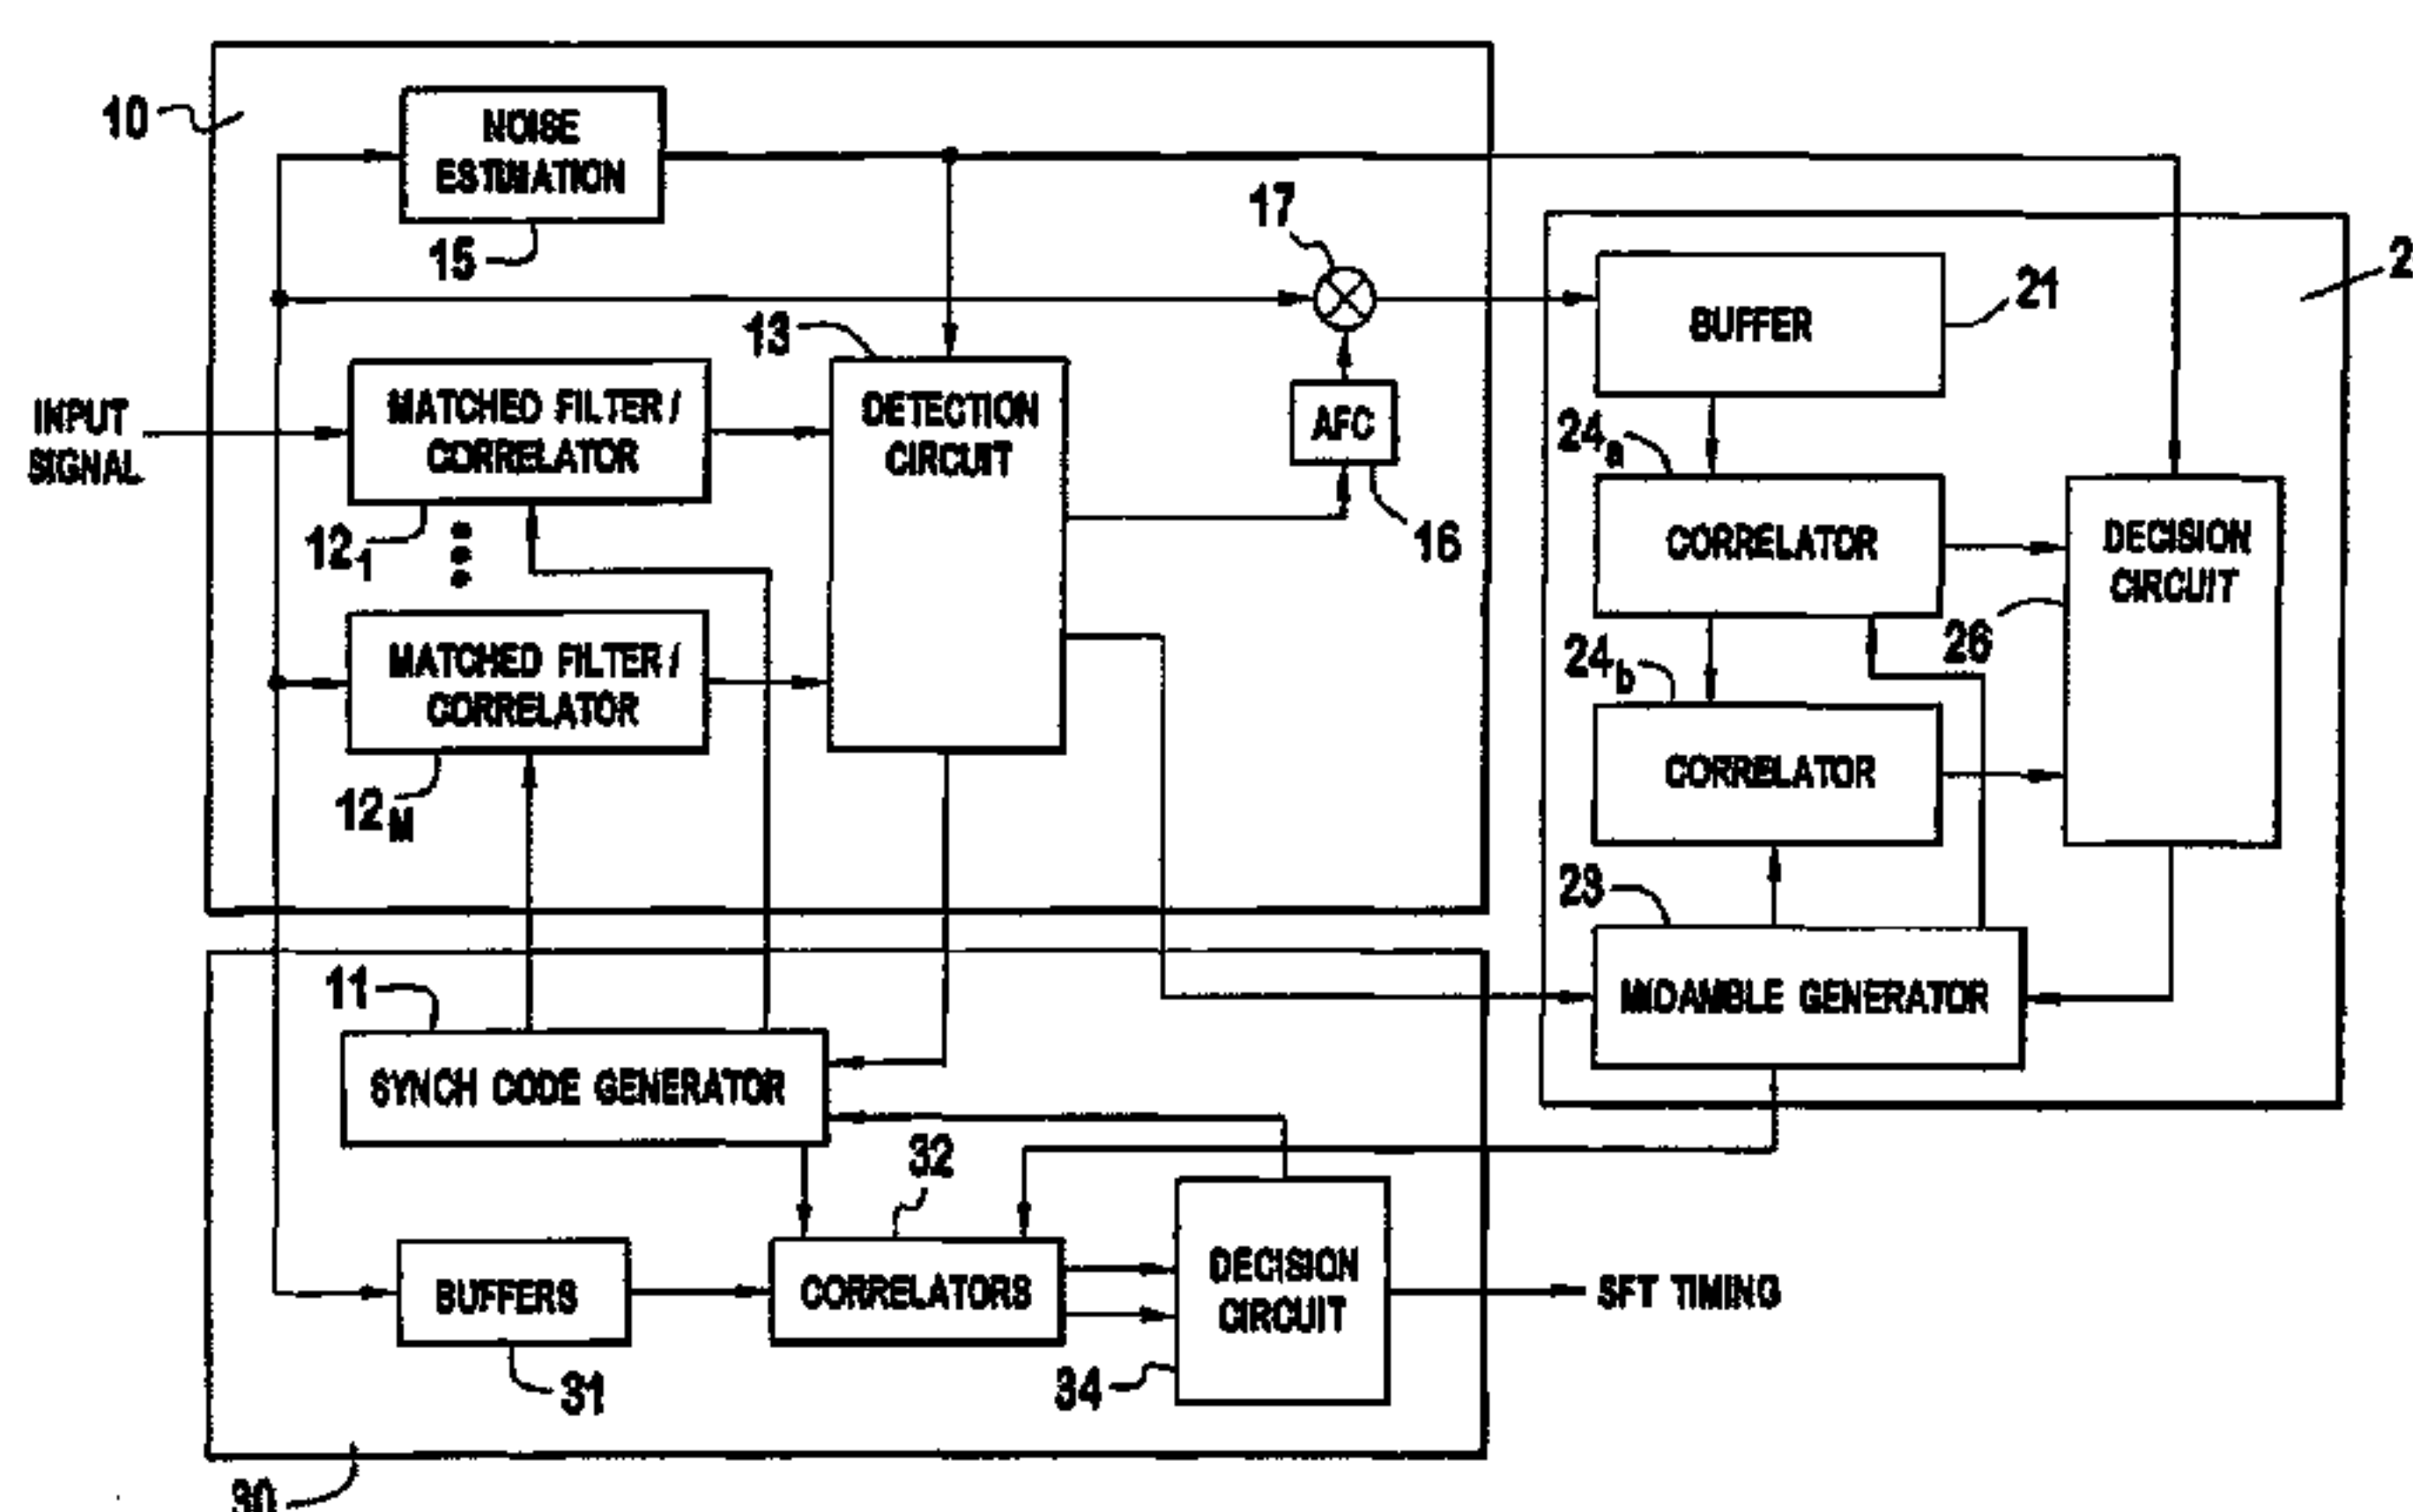 10
NOISE
ESTIMATION
15
17
2
BUFFER
21
13
INPUT
SIGNAL
MATCHED FILTER/
CORRELATOR
DETECTION
CIRCUIT
AFC
16
24a
CORRELATOR
DECISION
CIRCUIT
26
12₁
MATCHED FILTER/
CORRELATOR
12M
24b
CORRELATOR
23
MIDAMBLE GENERATOR
11
SYNCH CODE GENERATOR
32
BUFFERS
31
CORRELATORS
DECISION
CIRCUIT
34
SFT TIMING
30